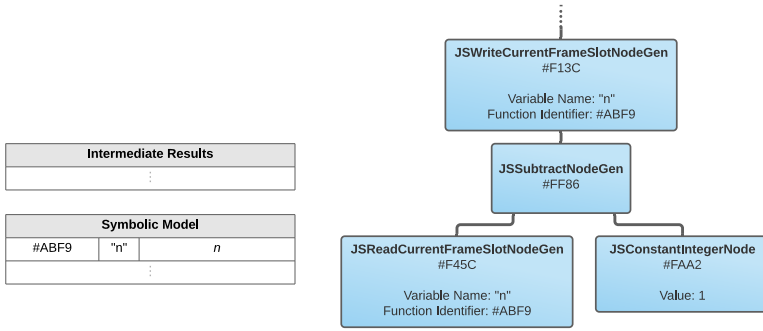 JSWriteCurrentFrameSlotNodeGen
#F13C
Variable Name: "n"
Function Identifier: #ABF9
Intermediate Results
⋮
JSSubtractNodeGen
#FF86
Symbolic Model
#ABF9 "n" n
⋮
JSReadCurrentFrameSlotNodeGen
#F45C
Variable Name: "n"
Function Identifier: #ABF9
JSConstantIntegerNode
#FAA2
Value: 1